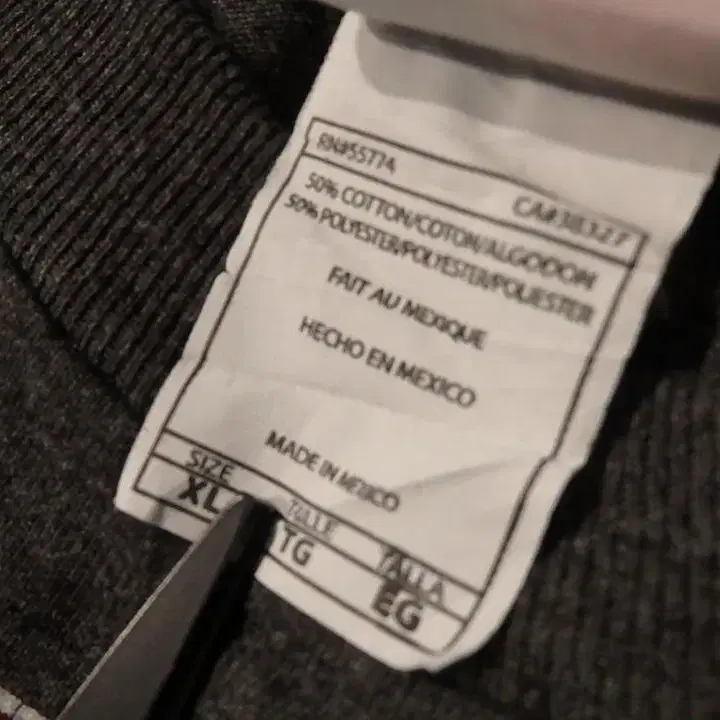 RN#55774 CA#38327
50% COTTON/COTON/ALGODON
50% POLYESTER/POLYESTER/POLIESTER
FAIT AU MEXIQUE
HECHO EN MEXICO
MADE IN MEXICO
SIZE TAILLE TALLA
XL TG EG